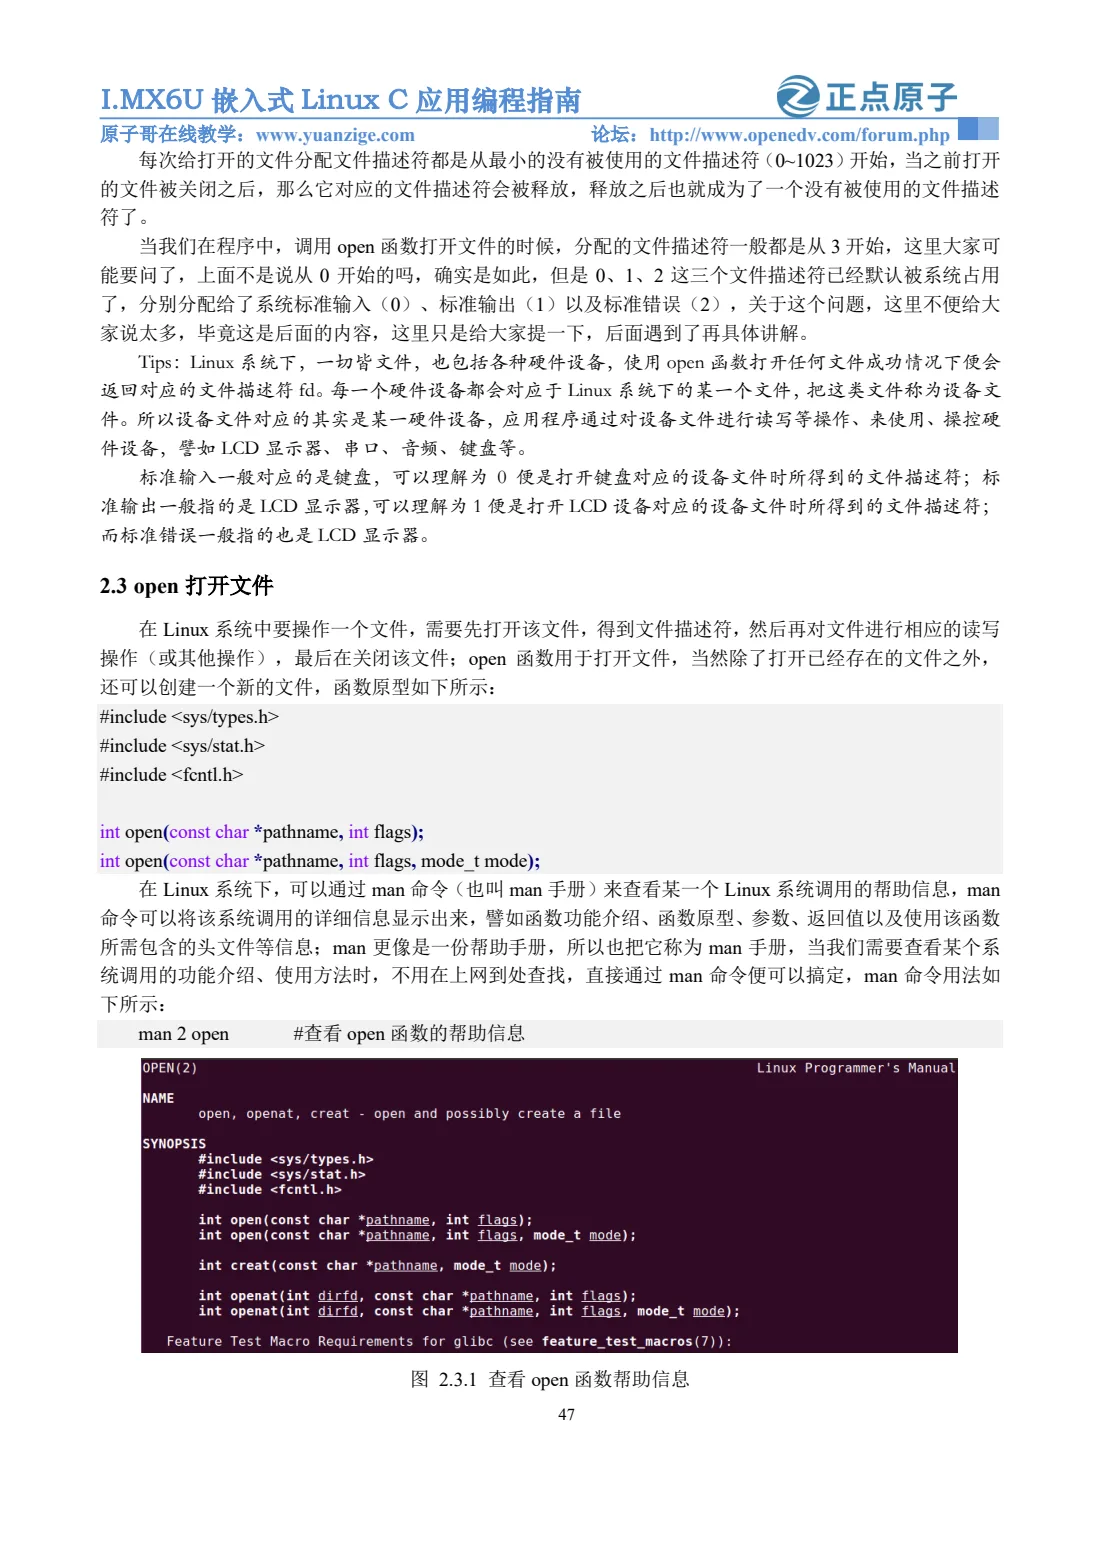 I.MX6U 嵌入式 Linux C 应用编程指南
正点原子
原子哥在线教学：www.yuanzige.com 论坛：http://www.openedv.com/forum.php
每次给打开的文件分配文件描述符都是从最小的没有被使用的文件描述符（0~1023）开始，当之前打开
的文件被关闭之后，那么它对应的文件描述符会被释放，释放之后也就成为了一个没有被使用的文件描述
符了。
当我们在程序中，调用 open 函数打开文件的时候，分配的文件描述符一般都是从 3 开始，这里大家可
能要问了，上面不是说从 0 开始的吗，确实是如此，但是 0、1、2 这三个文件描述符已经默认被系统占用
了，分别分配给了系统标准输入（0）、标准输出（1）以及标准错误（2），关于这个问题，这里不便给大
家说太多，毕竟这是后面的内容，这里只是给大家提一下，后面遇到了再具体讲解。
Tips：Linux 系统下，一切皆文件，也包括各种硬件设备，使用 open 函数打开任何文件成功情况下便会
返回对应的文件描述符 fd。每一个硬件设备都会对应于 Linux 系统下的某一个文件，把这类文件称为设备文
件。所以设备文件对应的其实是某一硬件设备，应用程序通过对设备文件进行读写等操作、来使用、操控硬
件设备，譬如 LCD 显示器、串口、音频、键盘等。
标准输入一般对应的是键盘，可以理解为 0 便是打开键盘对应的设备文件时所得到的文件描述符；标
准输出一般指的是 LCD 显示器，可以理解为 1 便是打开 LCD 设备对应的设备文件时所得到的文件描述符；
而标准错误一般指的也是 LCD 显示器。
2.3 open 打开文件
在 Linux 系统中要操作一个文件，需要先打开该文件，得到文件描述符，然后再对文件进行相应的读写
操作（或其他操作），最后在关闭该文件；open 函数用于打开文件，当然除了打开已经存在的文件之外，
还可以创建一个新的文件，函数原型如下所示：
#include <sys/types.h>
#include <sys/stat.h>
#include <fcntl.h>
int open(const char *pathname, int flags);
int open(const char *pathname, int flags, mode_t mode);
在 Linux 系统下，可以通过 man 命令（也叫 man 手册）来查看某一个 Linux 系统调用的帮助信息，man
命令可以将该系统调用的详细信息显示出来，譬如函数功能介绍、函数原型、参数、返回值以及使用该函数
所需包含的头文件等信息；man 更像是一份帮助手册，所以也把它称为 man 手册，当我们需要查看某个系
统调用的功能介绍、使用方法时，不用在上网到处查找，直接通过 man 命令便可以搞定，man 命令用法如
下所示：
man 2 open #查看 open 函数的帮助信息
OPEN(2) Linux Programmer's Manual
NAME
open, openat, creat - open and possibly create a file
SYNOPSIS
#include <sys/types.h>
#include <sys/stat.h>
#include <fcntl.h>
int open(const char *pathname, int flags);
int open(const char *pathname, int flags, mode_t mode);
int creat(const char *pathname, mode_t mode);
int openat(int dirfd, const char *pathname, int flags);
int openat(int dirfd, const char *pathname, int flags, mode_t mode);
Feature Test Macro Requirements for glibc (see feature_test_macros(7)):
图 2.3.1 查看 open 函数帮助信息
47